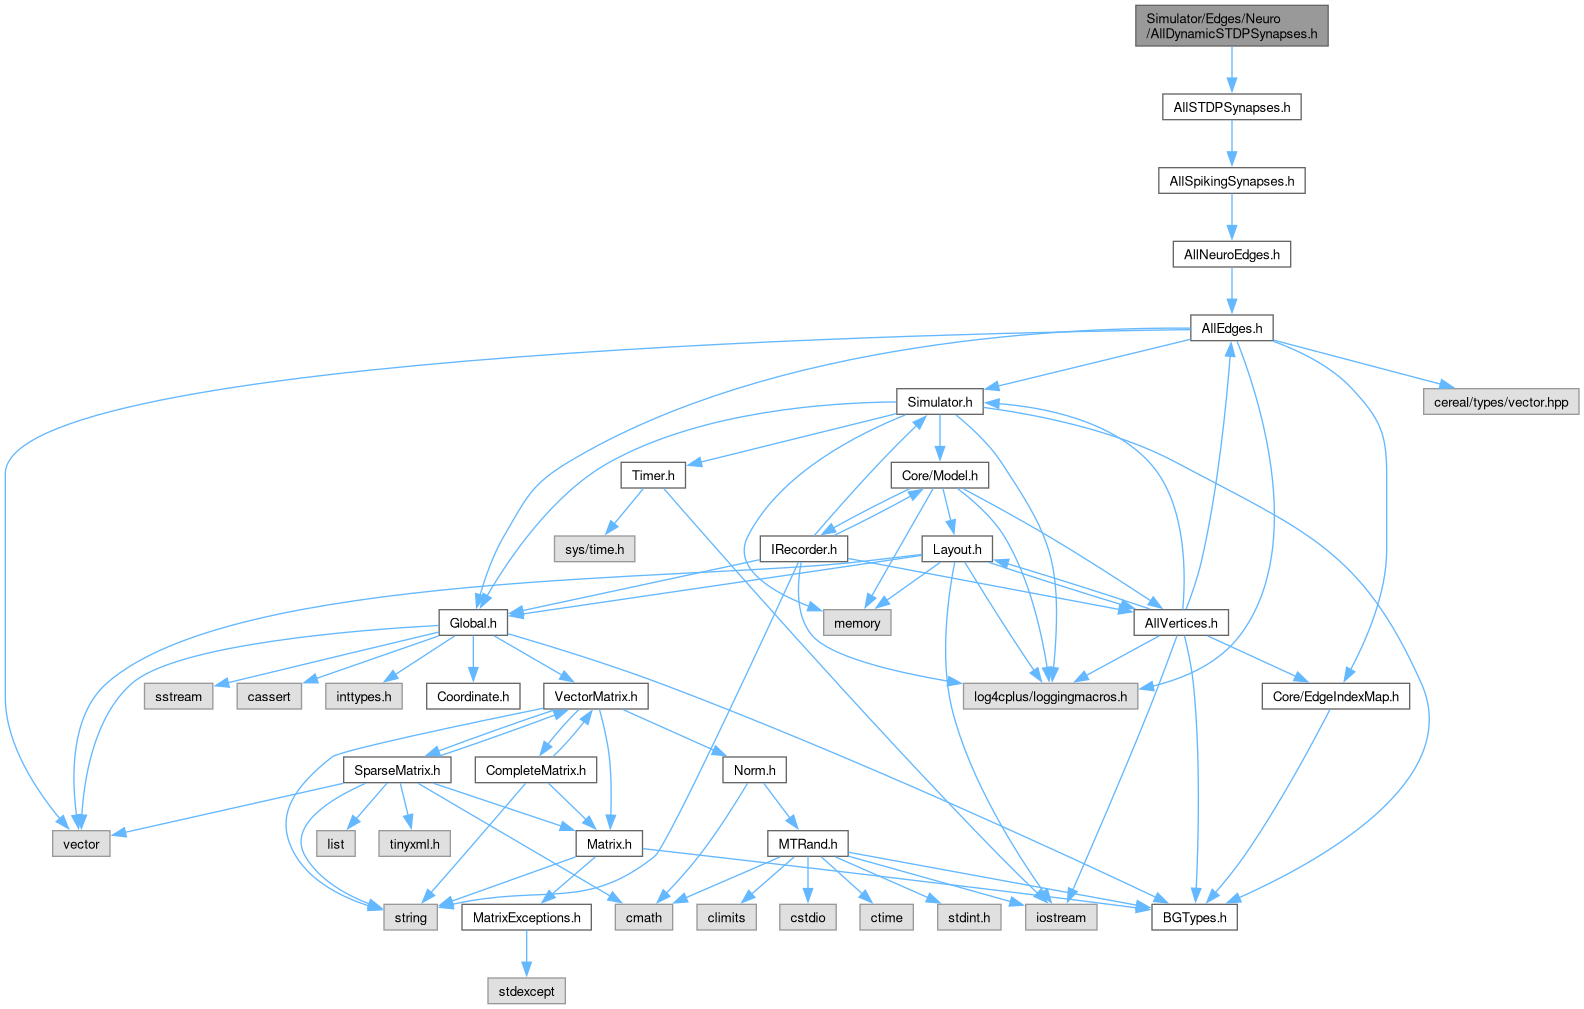 Simulator/Edges/Neuro
/AllDynamicSTDPSynapses.h
AllSTDPSynapses.h
AllSpikingSynapses.h
AllNeuroEdges.h
AllEdges.h
Simulator.h
cereal/types/vector.hpp
Timer.h
Core/Model.h
sys/time.h
IRecorder.h
Layout.h
Global.h
memory
AllVertices.h
sstream
cassert
inttypes.h
Coordinate.h
VectorMatrix.h
log4cplus/loggingmacros.h
Core/EdgeIndexMap.h
SparseMatrix.h
CompleteMatrix.h
Norm.h
vector
list
tinyxml.h
Matrix.h
MTRand.h
string
MatrixExceptions.h
cmath
climits
cstdio
ctime
stdint.h
iostream
BGTypes.h
stdexcept